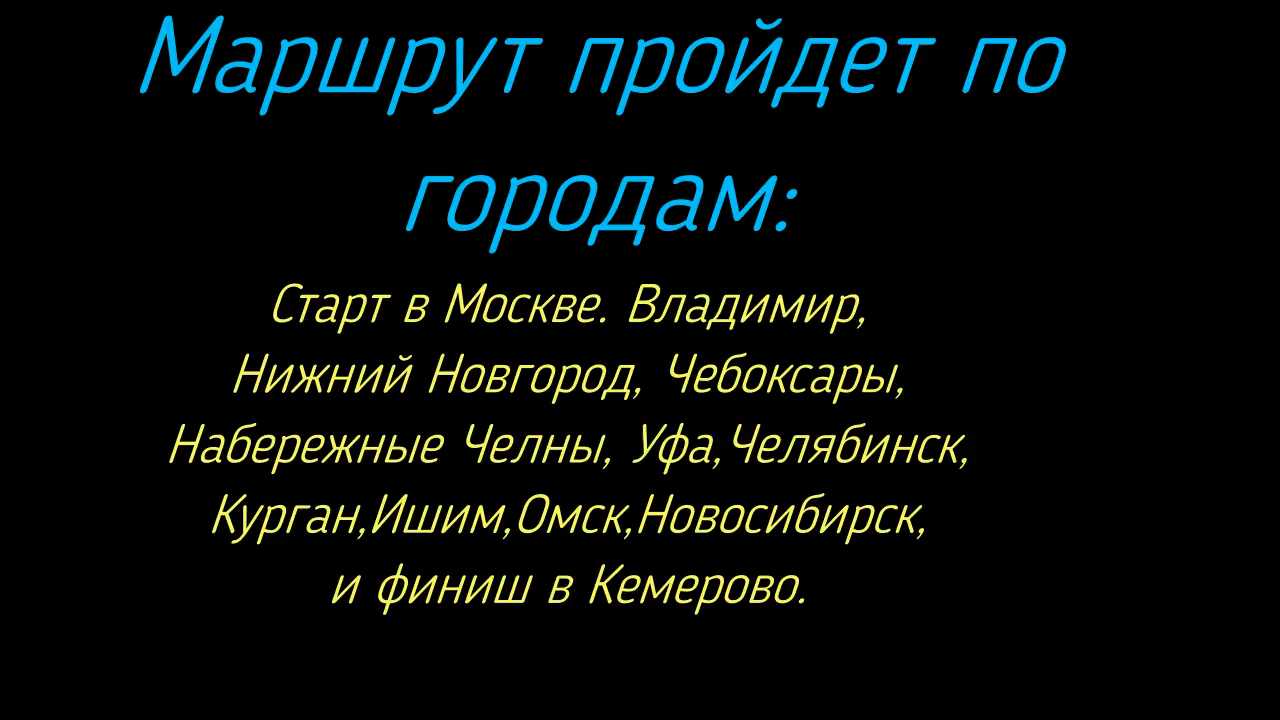 Маршрут пройдет по
городам:
Старт в Москве. Владимир,
Нижний Новгород, Чебоксары,
Набережные Челны, Уфа,Челябинск,
Курган,Ишим,Омск,Новосибирск,
и финиш в Кемерово.